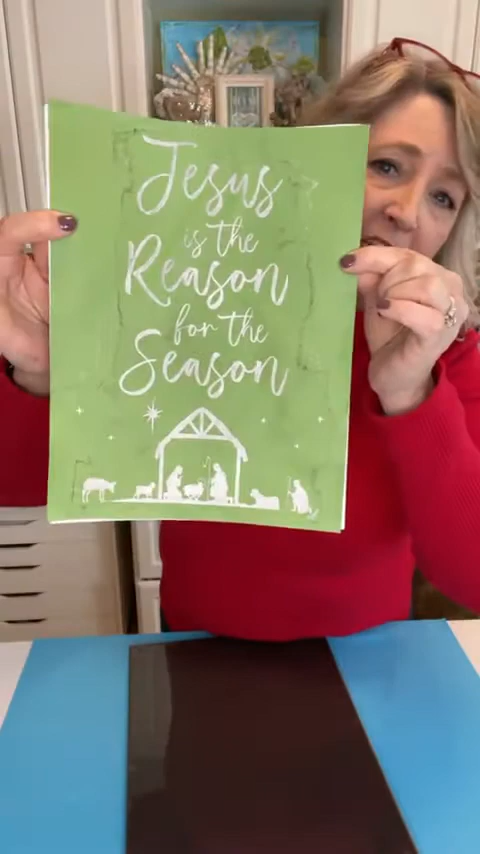 Jesus
is the
Reason
for the
Season